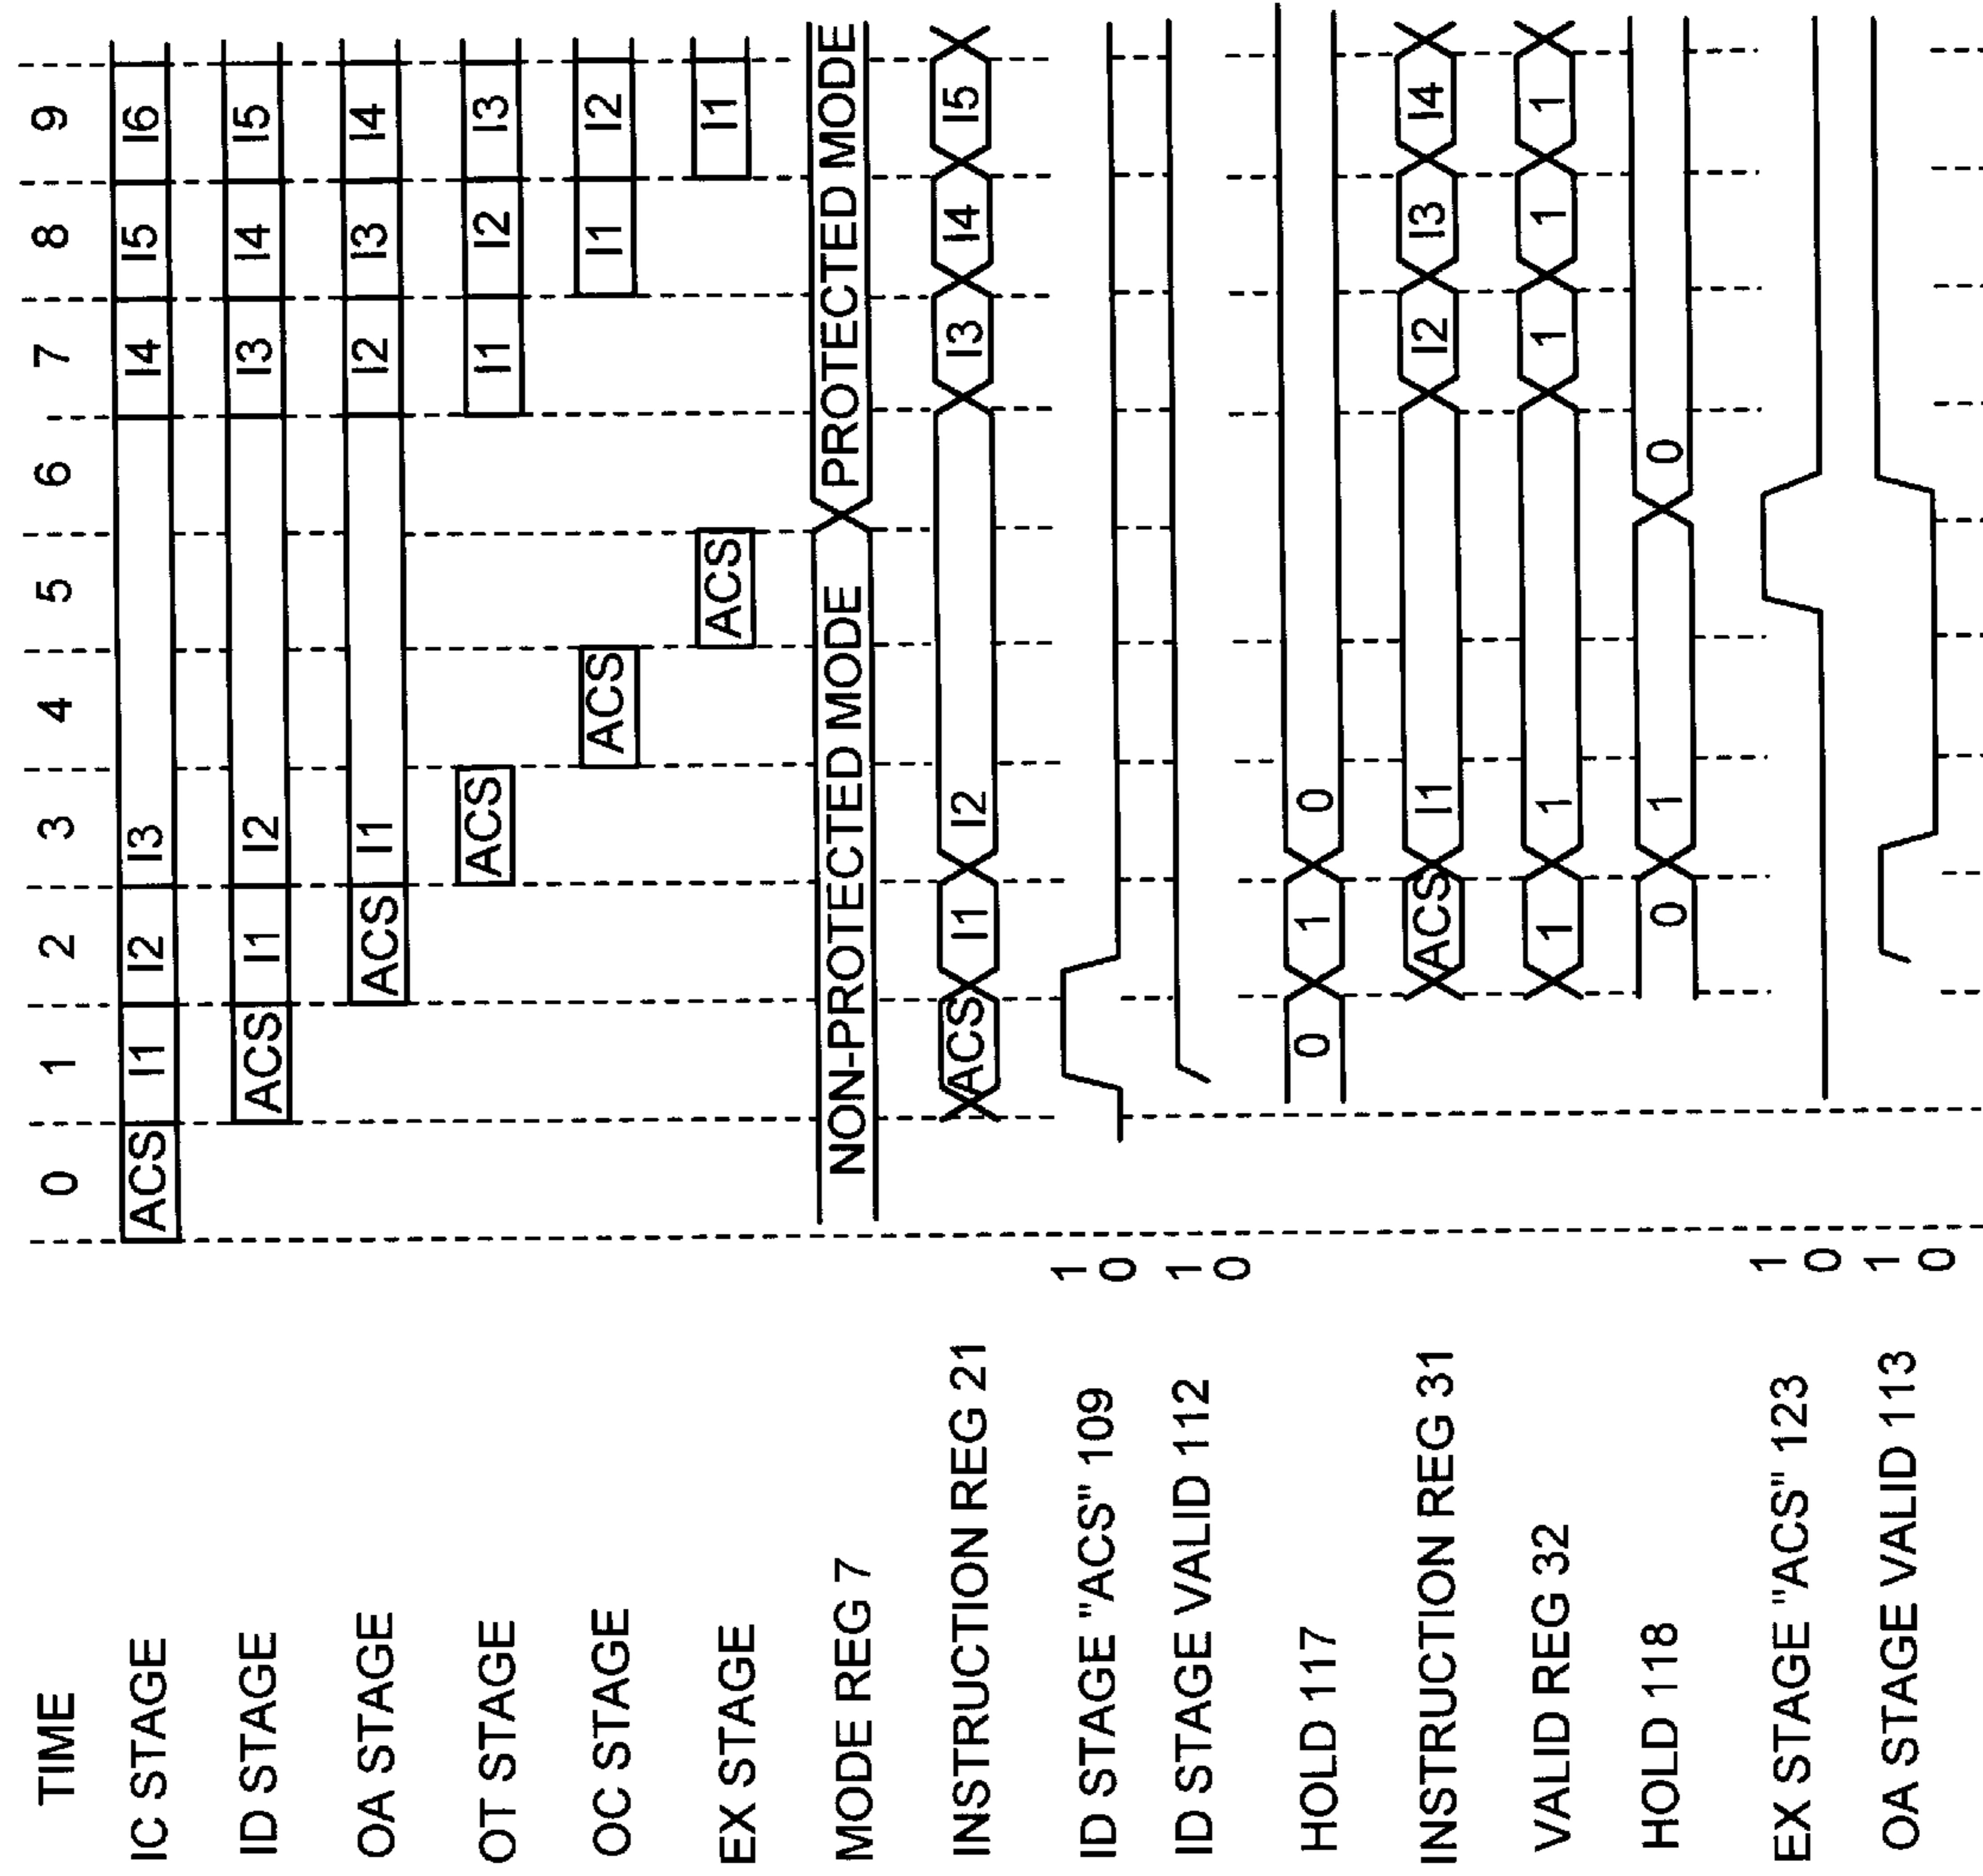 TIME 0 1 2 3 4 5 6 7 8 9
IC STAGE ACS I1 I2 I3 I4 I5 I6
ID STAGE ACS I1 I2 I3 I4 I5
OA STAGE ACS I1 I2 I3 I4
OT STAGE ACS I1 I2 I3
OC STAGE ACS I1 I2
EX STAGE ACS I1
MODE REG 7 NON-PROTECTED MODE PROTECTED MODE
INSTRUCTION REG 21 ACS I1 I2 I3 I4 I5
ID STAGE "ACS" 109 1 0
ID STAGE VALID 112 1 0
HOLD 117 0 1 0
INSTRUCTION REG 31 ACS I1 I2 I3 I4
VALID REG 32 1 1 1 1 1
HOLD 118 0 1 0
EX STAGE "ACS" 123 1 0
OA STAGE VALID 113 1 0